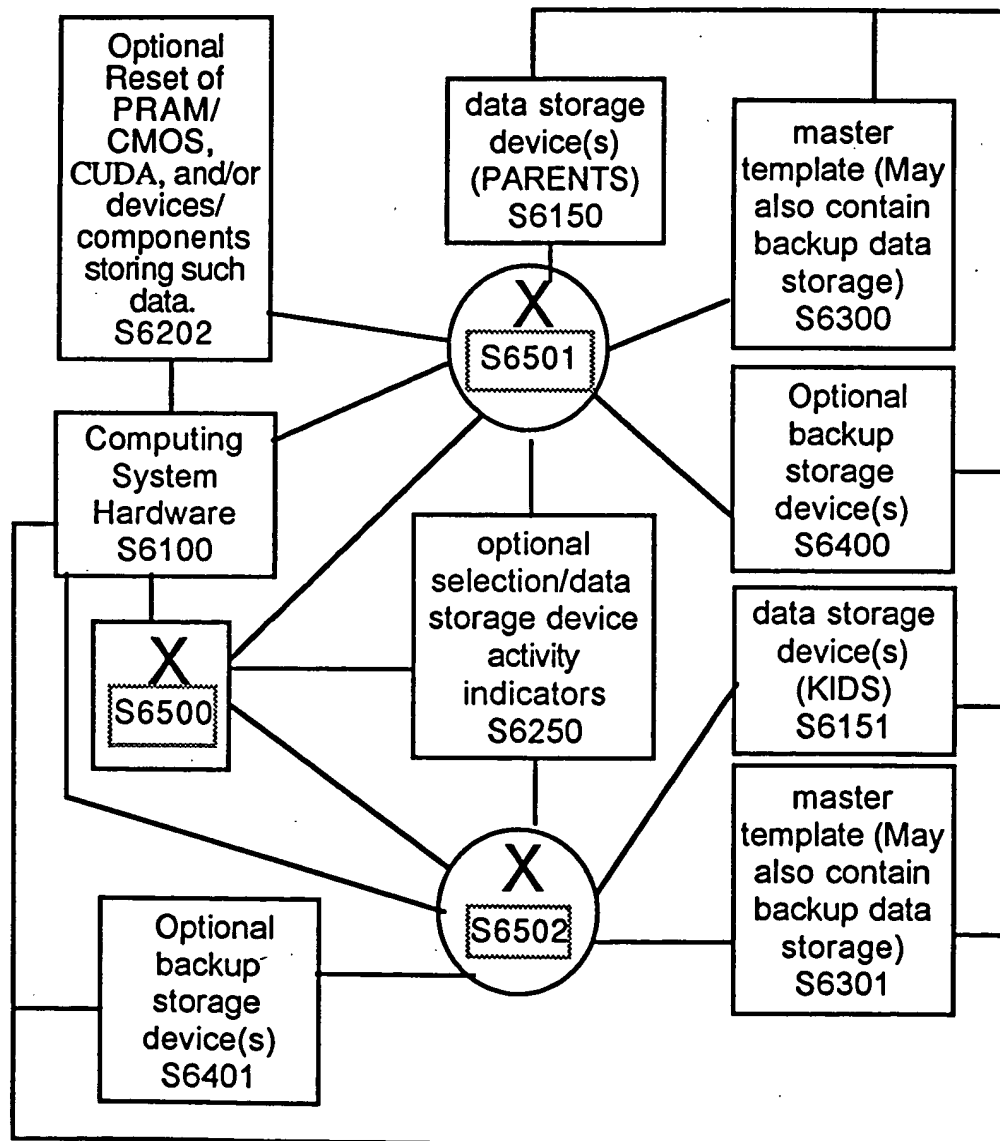 Optional
Reset of
PRAM/
CMOS,
CUDA, and/or
devices/
components
storing such
data.
S6202
data storage
device(s)
(PARENTS)
S6150
master
template (May
also contain
backup data
storage)
S6300
X
S6501
Computing
System
Hardware
S6100
Optional
backup
storage
device(s)
S6400
optional
selection/data
storage device
activity
indicators
S6250
X
S6500
data storage
device(s)
(KIDS)
S6151
master
template (May
also contain
backup data
storage)
S6301
X
S6502
Optional
backup
storage
device(s)
S6401